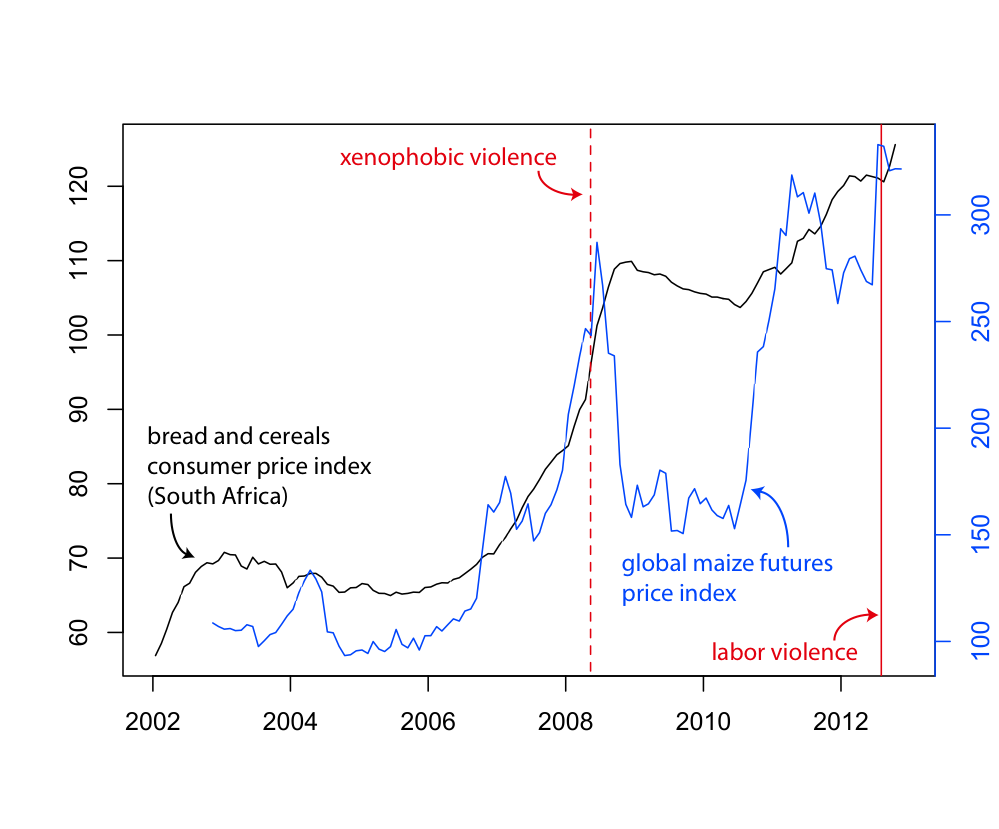 xenophobic violence
bread and cereals
consumer price index
(South Africa)
global maize futures
price index
labor violence
60
70
80
90
100
110
120
100
150
200
250
300
2002
2004
2006
2008
2010
2012